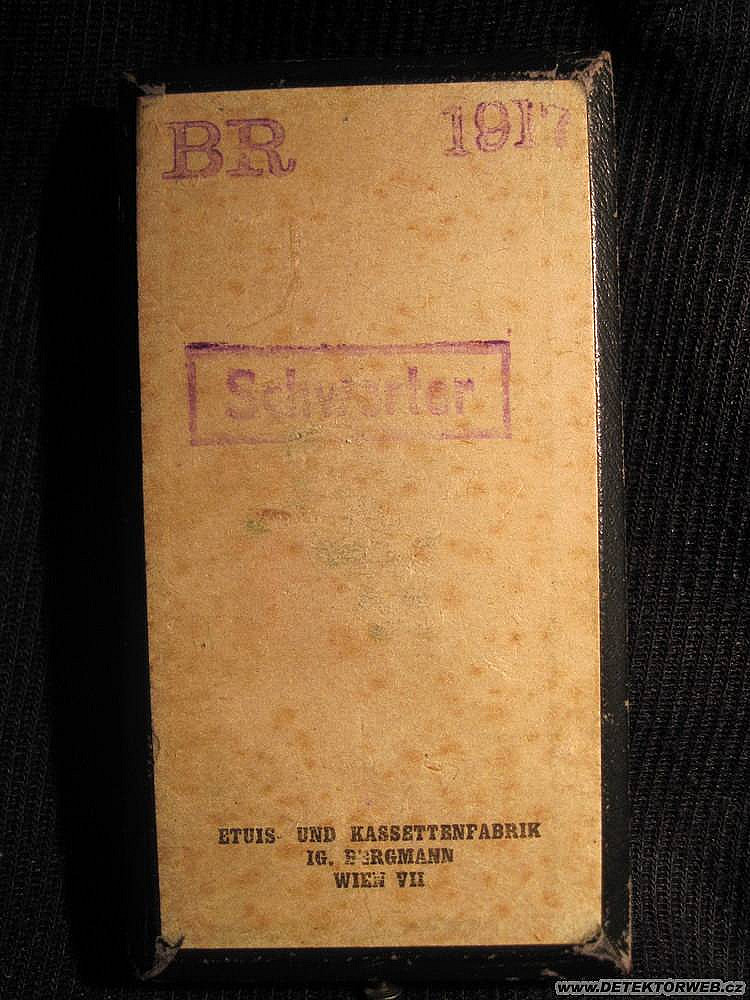 BR 1917
Schwerter
ETUIS- UND KASSETTENFABRIK
IG. BERGMANN
WIEN VII
www.DETEKTORWEB.cz